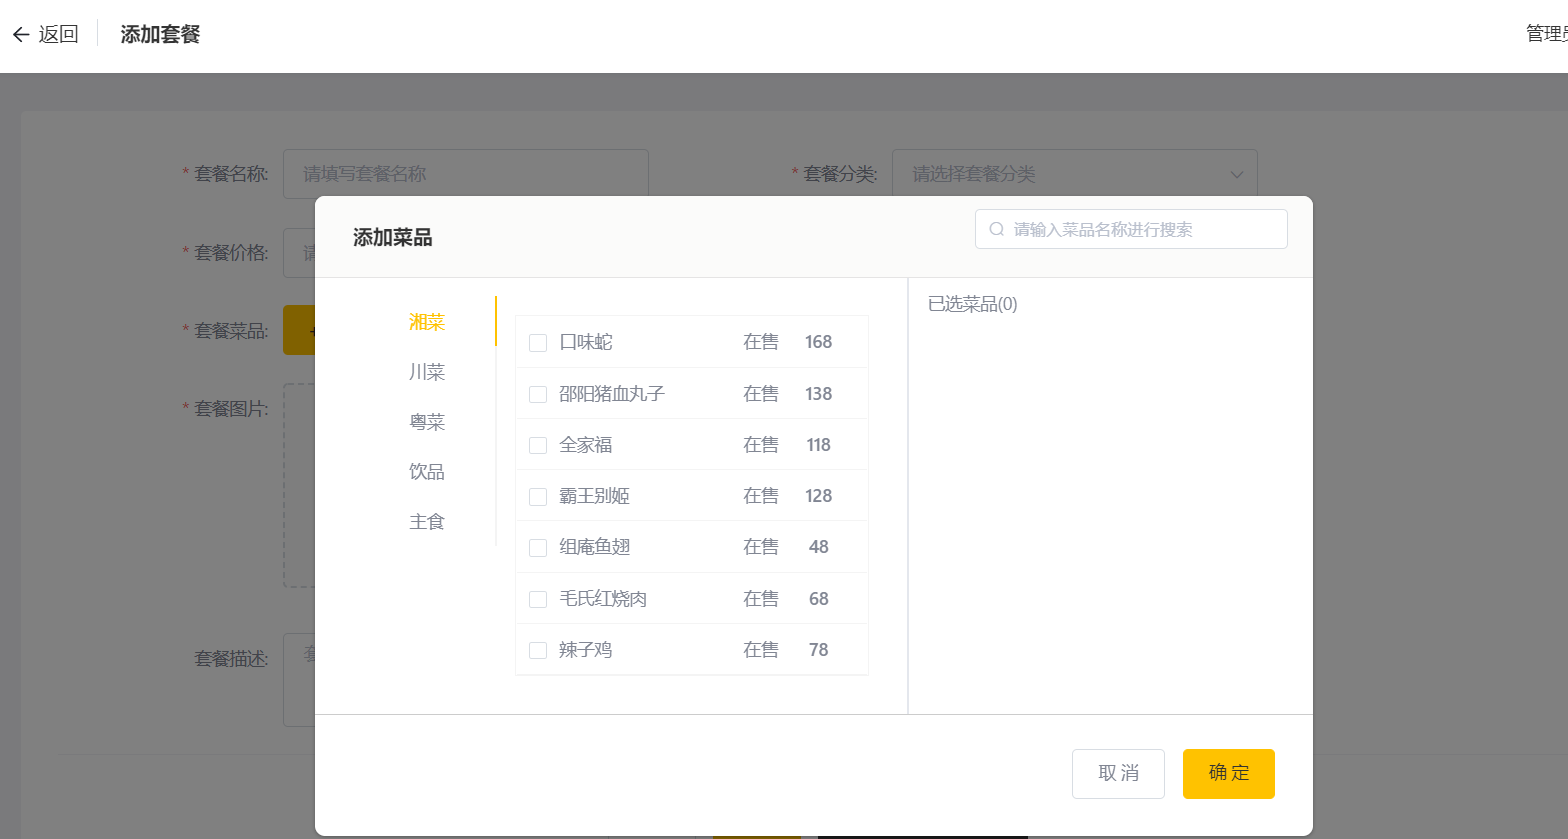 返回 添加套餐 管理
* 套餐名称: 请填写套餐名称 * 套餐分类: 请选择套餐分类
* 套餐价格: 请
* 套餐菜品: +
* 套餐图片:
套餐描述: 套
添加菜品 请输入菜品名称进行搜索
湘菜
川菜
粤菜
饮品
主食
口味蛇 在售 168
邵阳猪血丸子 在售 138
全家福 在售 118
霸王别姬 在售 128
组庵鱼翅 在售 48
毛氏红烧肉 在售 68
辣子鸡 在售 78
已选菜品(0)
取 消 确 定